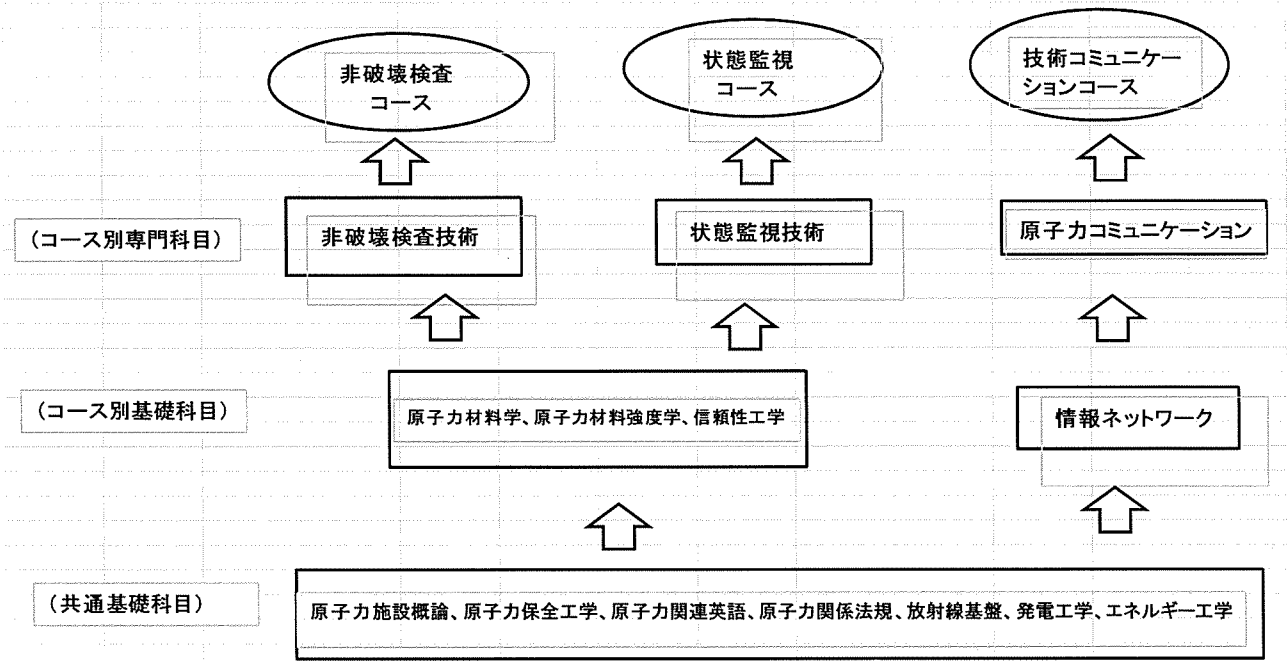 非破壊検査
コース
状態監視
コース
技術コミュニケー
ションコース
(コース別専門科目)
非破壊検査技術
状態監視技術
原子力コミュニケーション
(コース別基礎科目)
原子力材料学、原子力材料強度学、信頼性工学
情報ネットワーク
(共通基礎科目)
原子力施設概論、原子力保全工学、原子力関連英語、原子力関係法規、放射線基盤、発電工学、エネルギー工学